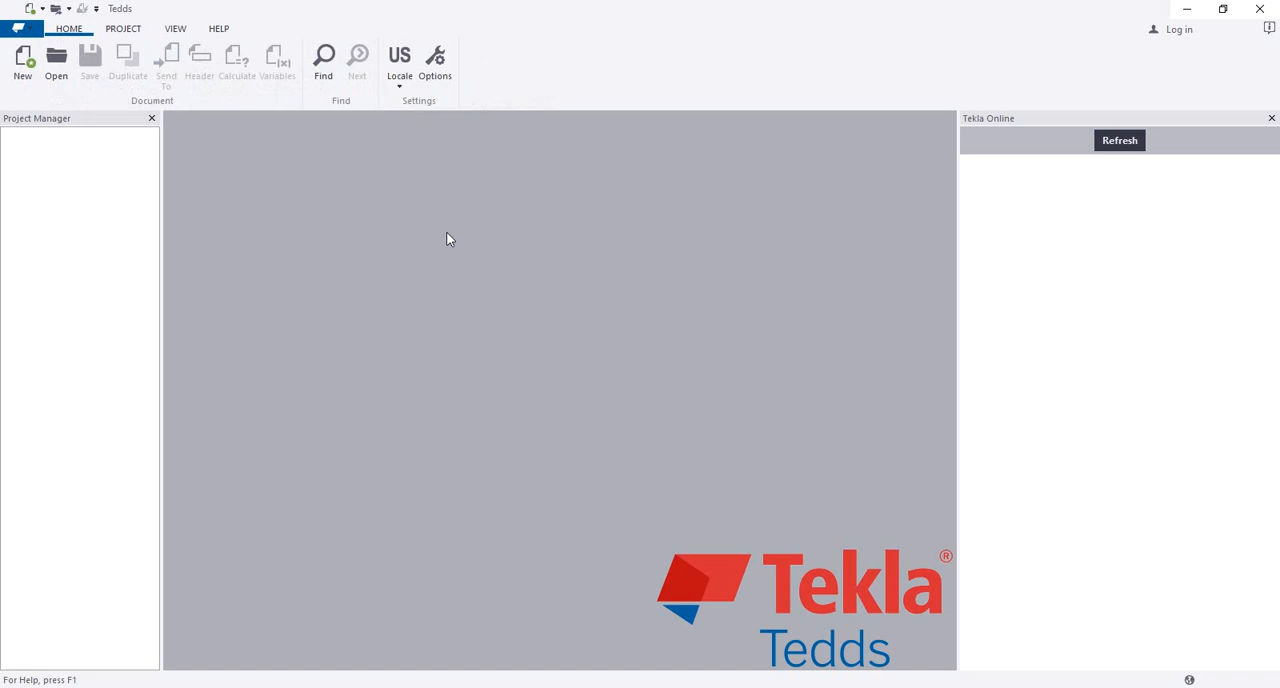 Tedds
HOME PROJECT VIEW HELP
Log in
New Open Save Duplicate Send To Header Calculate Variables Find Next US Locale Options
Document Find Settings
Project Manager
Tekla Online
Refresh
Tekla®
Tedds
For Help, press F1